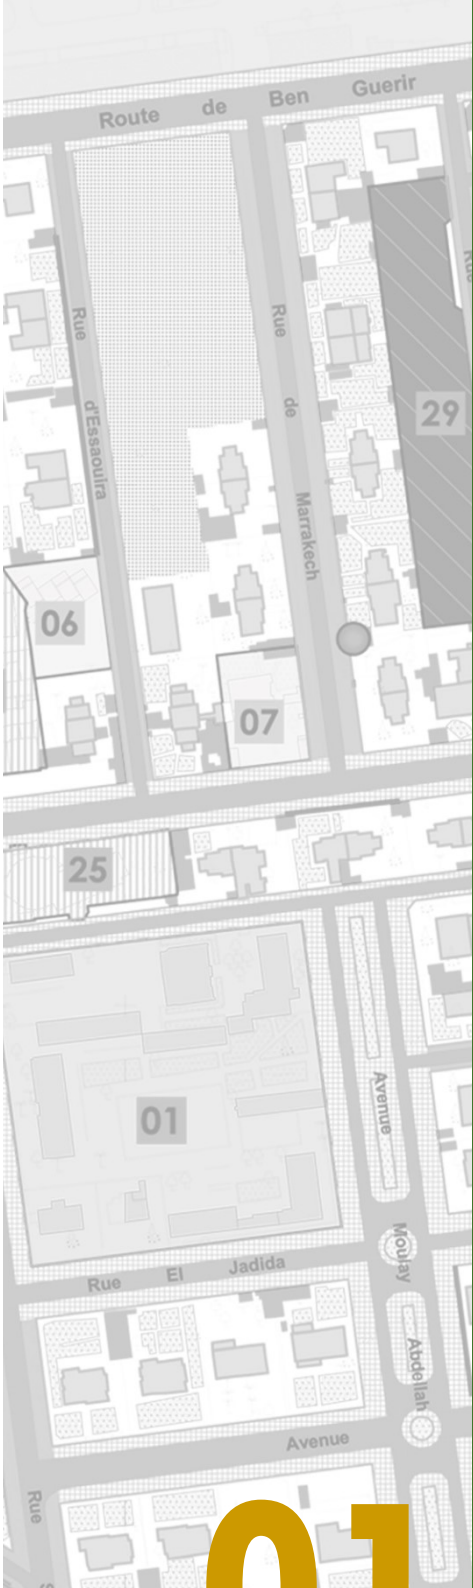 Route de Ben Guerir
Rue d'Essaouira
Rue de Marrakech
29
06
07
25
01
Avenue Moulay Abdellah
Rue El Jadida
Avenue
Rue
01